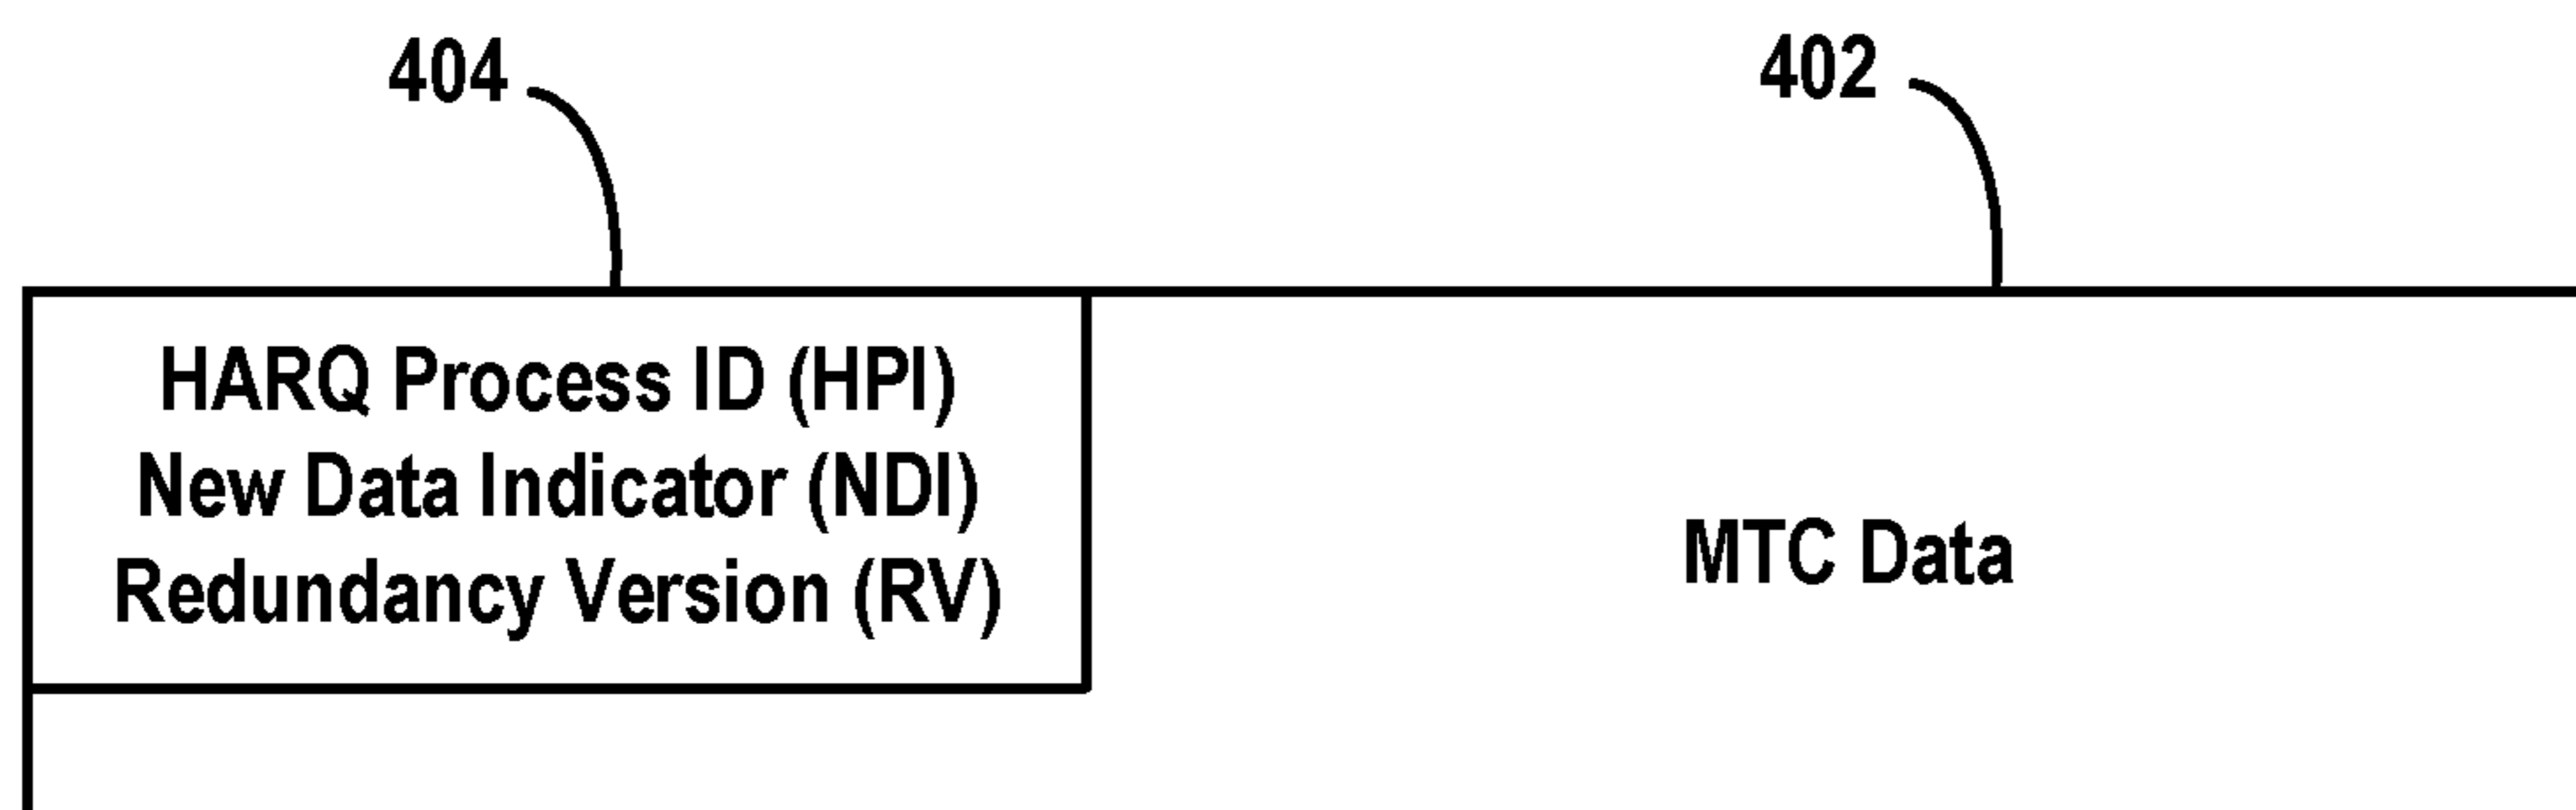 404
402
HARQ Process ID (HPI)
New Data Indicator (NDI)
Redundancy Version (RV)
MTC Data